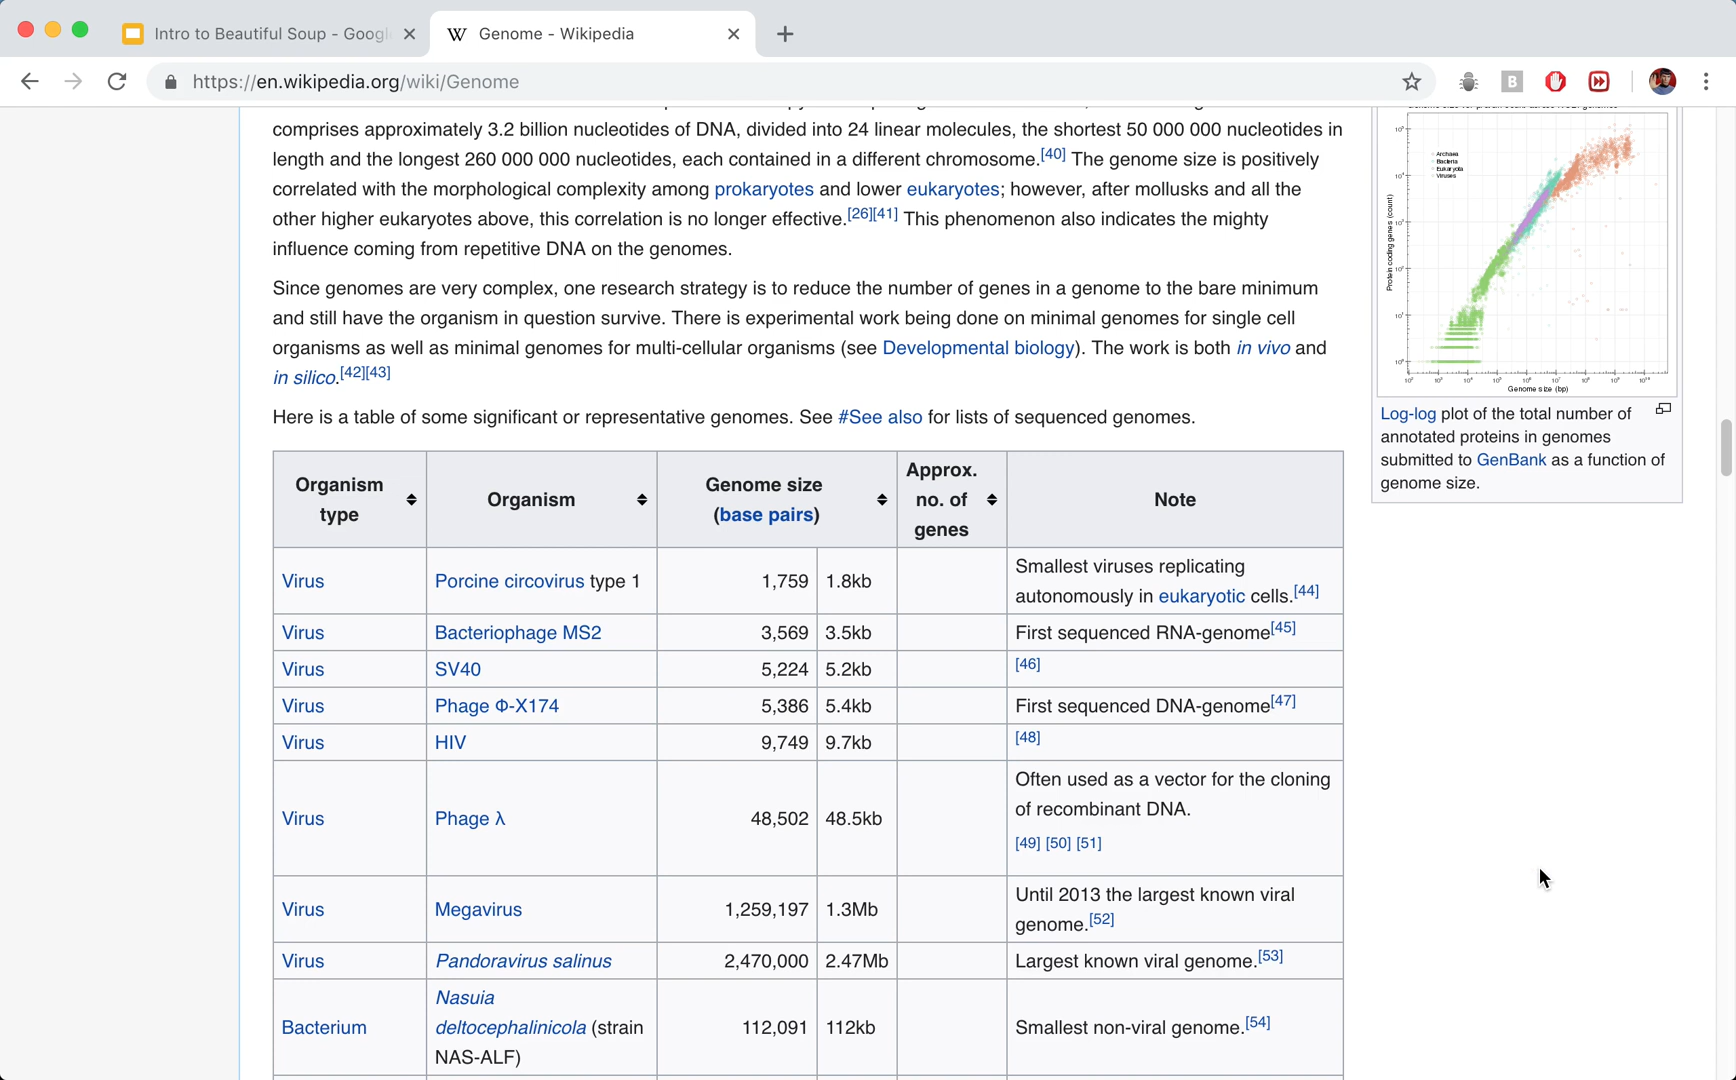 Intro to Beautiful Soup - Googl
Genome - Wikipedia
https://en.wikipedia.org/wiki/Genome
comprises approximately 3.2 billion nucleotides of DNA, divided into 24 linear molecules, the shortest 50 000 000 nucleotides in
length and the longest 260 000 000 nucleotides, each contained in a different chromosome.[40] The genome size is positively
correlated with the morphological complexity among prokaryotes and lower eukaryotes; however, after mollusks and all the
other higher eukaryotes above, this correlation is no longer effective.[26][41] This phenomenon also indicates the mighty
influence coming from repetitive DNA on the genomes.
Since genomes are very complex, one research strategy is to reduce the number of genes in a genome to the bare minimum
and still have the organism in question survive. There is experimental work being done on minimal genomes for single cell
organisms as well as minimal genomes for multi-cellular organisms (see Developmental biology). The work is both in vivo and
in silico.[42][43]
Here is a table of some significant or representative genomes. See #See also for lists of sequenced genomes.
Organism type Organism Genome size (base pairs) Approx. no. of genes Note
Virus Porcine circovirus type 1 1,759 1.8kb Smallest viruses replicating
autonomously in eukaryotic cells.[44]
Virus Bacteriophage MS2 3,569 3.5kb First sequenced RNA-genome[45]
Virus SV40 5,224 5.2kb [46]
Virus Phage Φ-X174 5,386 5.4kb First sequenced DNA-genome[47]
Virus HIV 9,749 9.7kb [48]
Virus Phage λ 48,502 48.5kb Often used as a vector for the cloning
of recombinant DNA.
[49] [50] [51]
Virus Megavirus 1,259,197 1.3Mb Until 2013 the largest known viral
genome.[52]
Virus Pandoravirus salinus 2,470,000 2.47Mb Largest known viral genome.[53]
Bacterium Nasuia deltocephalinicola (strain NAS-ALF) 112,091 112kb Smallest non-viral genome.[54]
Archaea
Bacteria
Eukaryota
Viruses
Protein coding genes (count)
Genome size (bp)
Log-log plot of the total number of
annotated proteins in genomes
submitted to GenBank as a function of
genome size.